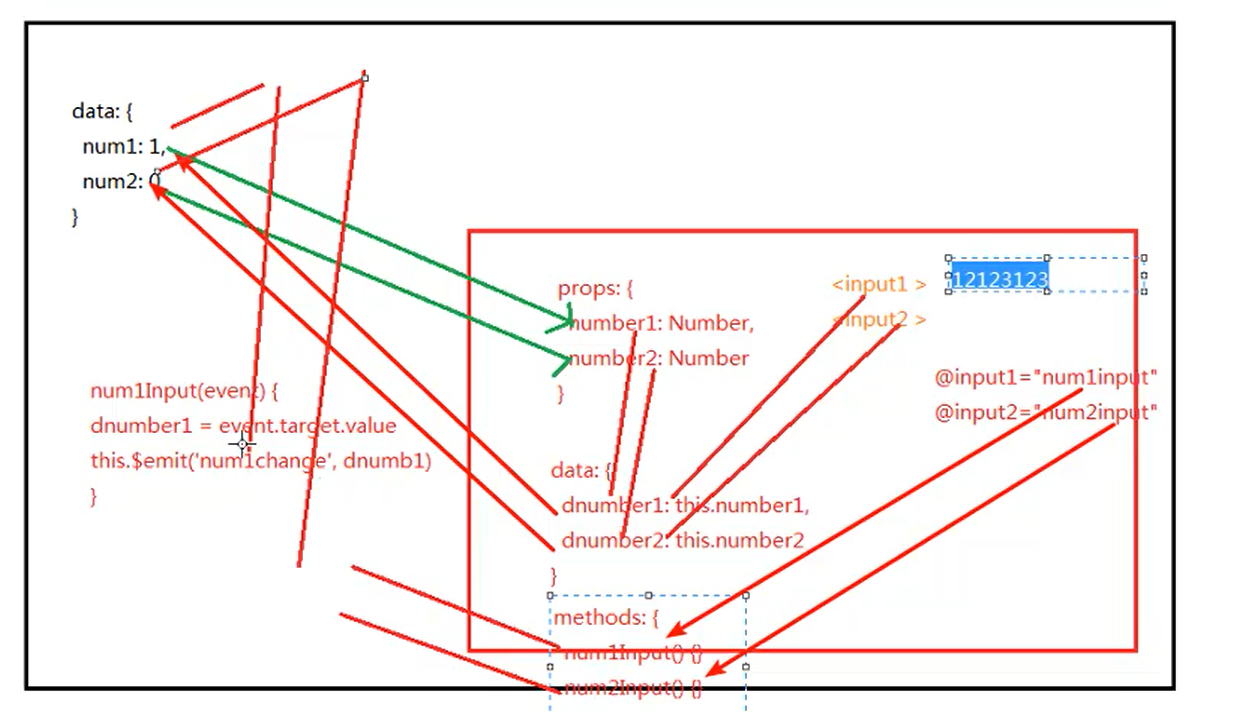 data: {
num1: 1,
num2: 0
}
num1Input(event) {
dnumber1 = event.target.value
this.$emit('num1change', dnumb1)
}
props: {
number1: Number,
number2: Number
}
data: {
dnumber1: this.number1,
dnumber2: this.number2
}
methods: {
num1Input() {}
num2Input() {}
<input1 >
<input2 >
12123123
@input1="num1input"
@input2="num2input"